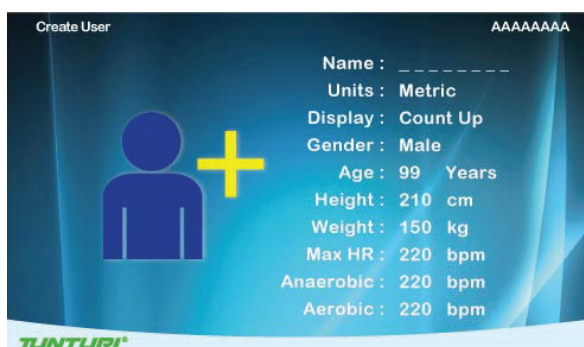 Create User
AAAAAAAA
Name : _ _ _ _ _ _ _ _
Units : Metric
Display : Count Up
Gender : Male
Age : 99 Years
Height : 210 cm
Weight : 150 kg
Max HR : 220 bpm
Anaerobic : 220 bpm
Aerobic : 220 bpm
TUNTURI®